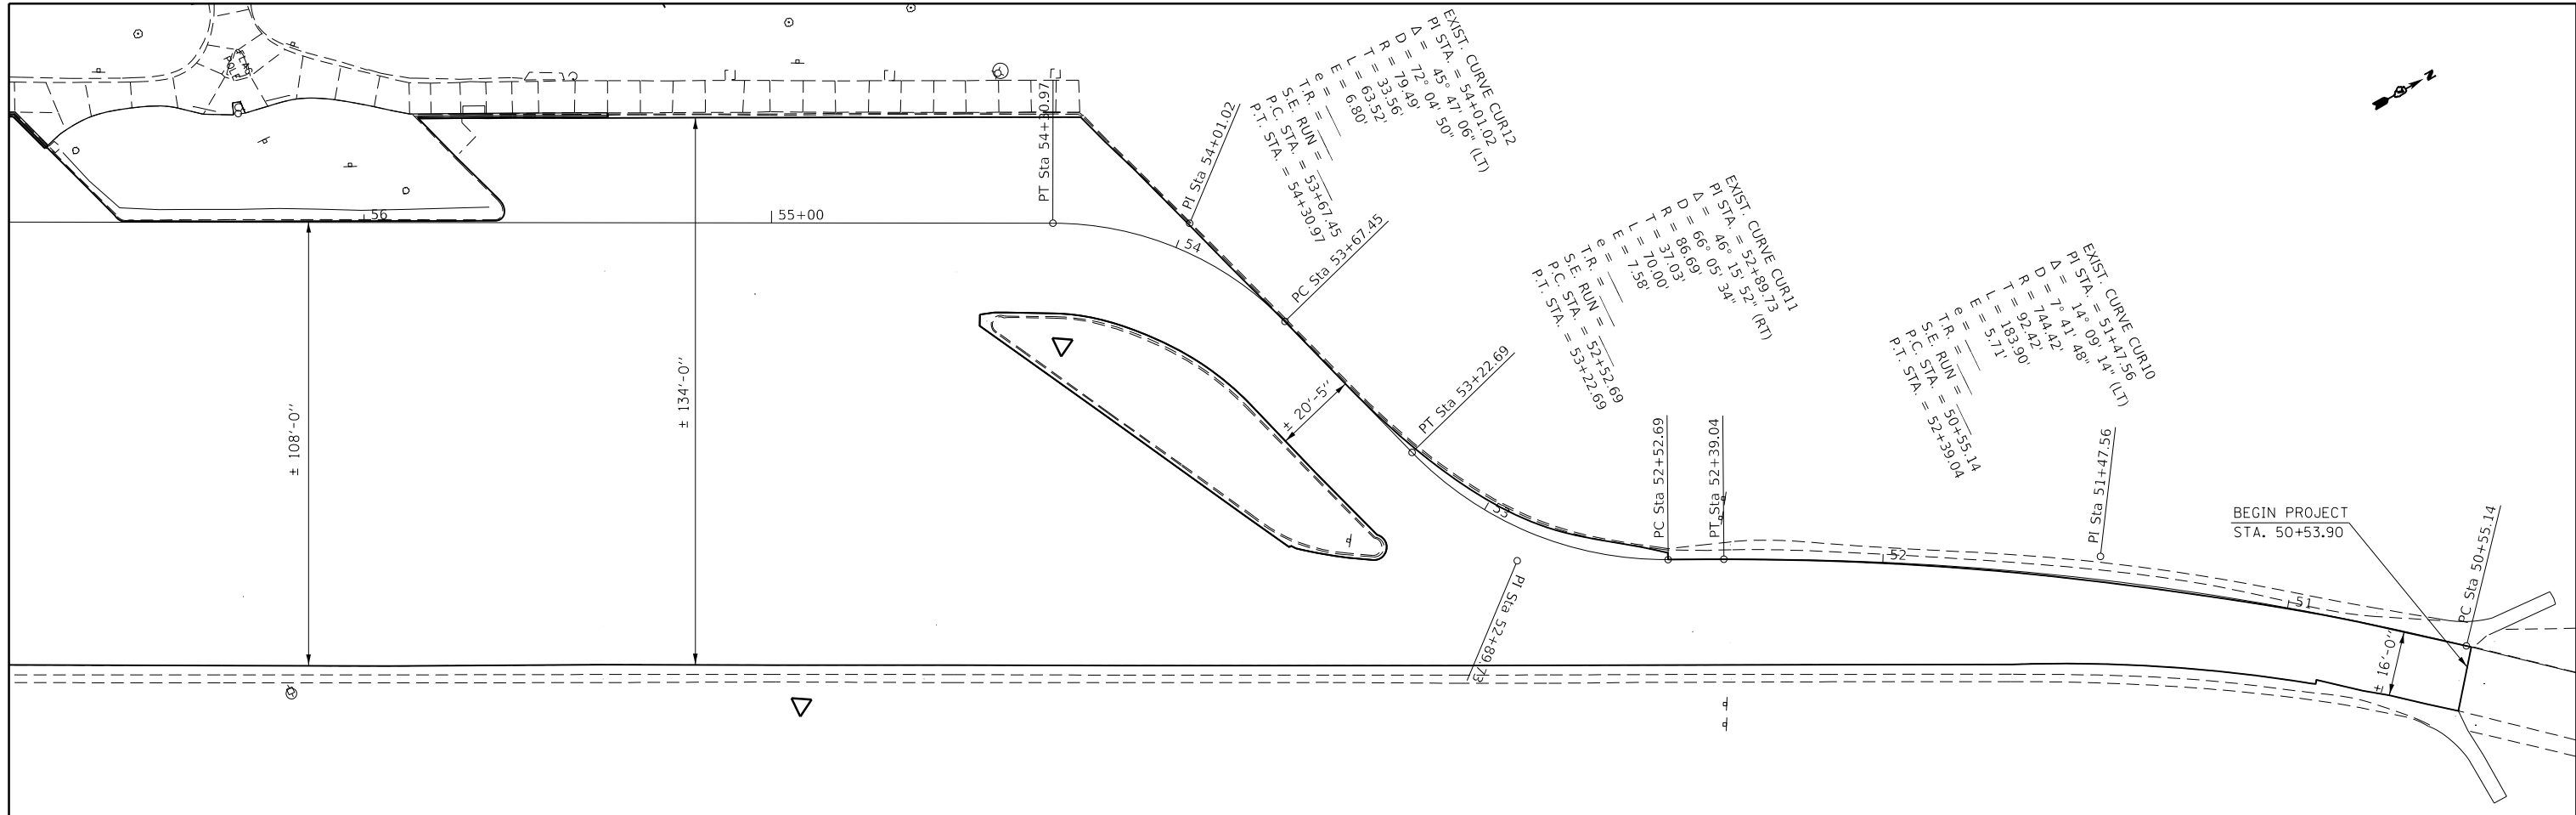 FLAG
POLE
56
55+00
PT Sta 54+30.97
PI Sta 54+01.02
54
PC Sta 53+67.45
EXIST. CURVE CUR12
PI STA. = 54+01.02
Δ = 45° 47' 06" (LT)
D = 72° 04' 50"
R = 79.49'
T = 33.56'
L = 63.52'
E = 6.80'
e =
T.R. =
S.E. RUN =
P.C. STA. = 53+67.45
P.T. STA. = 54+30.97
PT Sta 53+22.69
EXIST. CURVE CUR11
PI STA. = 52+89.73
Δ = 46° 15' 52" (RT)
D = 66° 05' 34"
R = 86.69'
T = 37.03'
L = 70.00'
E = 7.58'
e =
T.R. =
S.E. RUN =
P.C. STA. = 52+52.69
P.T. STA. = 53+22.69
EXIST. CURVE CUR10
PI STA. = 51+47.56
Δ = 14° 09' 14" (LT)
D = 7° 41' 48"
R = 744.42'
T = 92.42'
L = 183.90'
E = 5.71'
e =
T.R. =
S.E. RUN =
P.C. STA. = 50+55.14
P.T. STA. = 52+39.04
N
± 108'-0''
± 134'-0''
± 20'-5''
53
PI Sta 52+89.73
PC Sta 52+52.69
PT Sta 52+39.04
52
PI Sta 51+47.56
51
BEGIN PROJECT
STA. 50+53.90
PC Sta 50+55.14
± 16'-0''